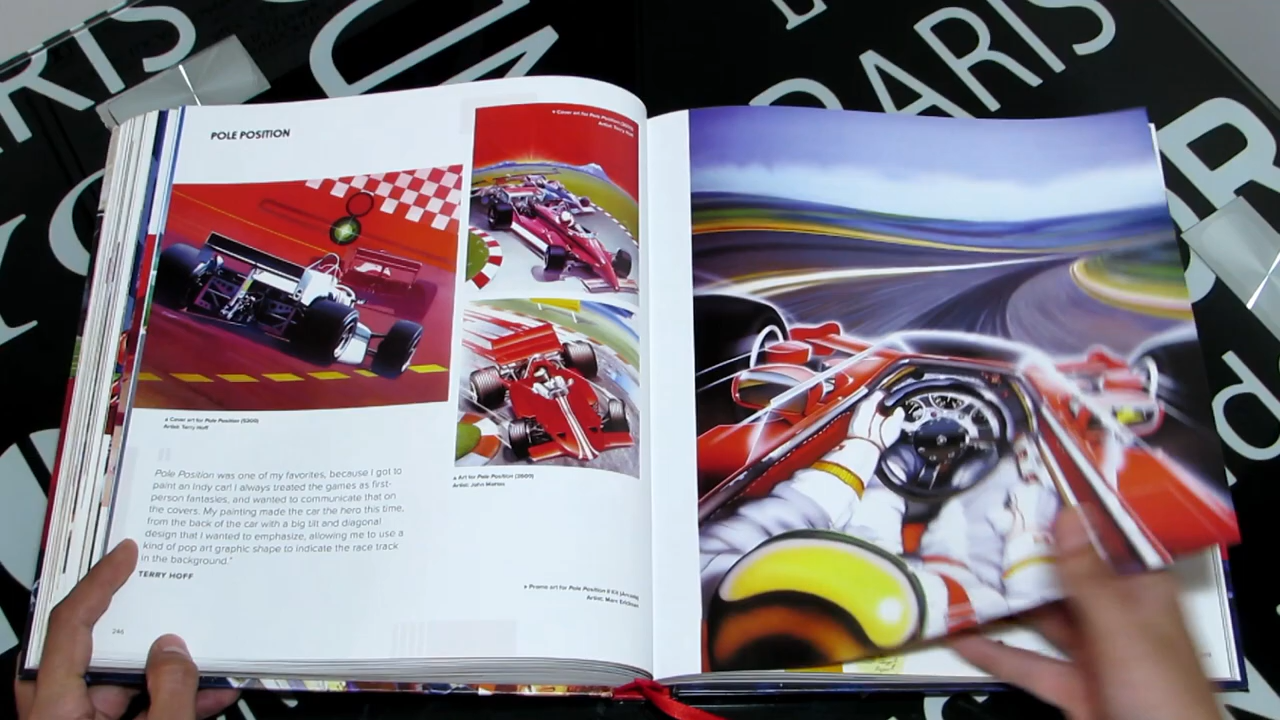 PARIS
POLE POSITION
Cover art for Pole Position (5200)
Artist: Terry Hoff
Art for Pole Position (2600)
Artist: John Mattos
Pole Position was one of my favorites, because I got to
paint an Indy car! I always treated the games as first-
person fantasies, and wanted to communicate that on
the covers. My painting made the car the hero this time,
from the back of the car with a big tilt and diagonal
design that I wanted to emphasize, allowing me to use a
kind of pop art graphic shape to indicate the race track
in the background."
TERRY HOFF
Promo art for Pole Position II Kit (Arcade)
Artist: Marc Ericksen
246